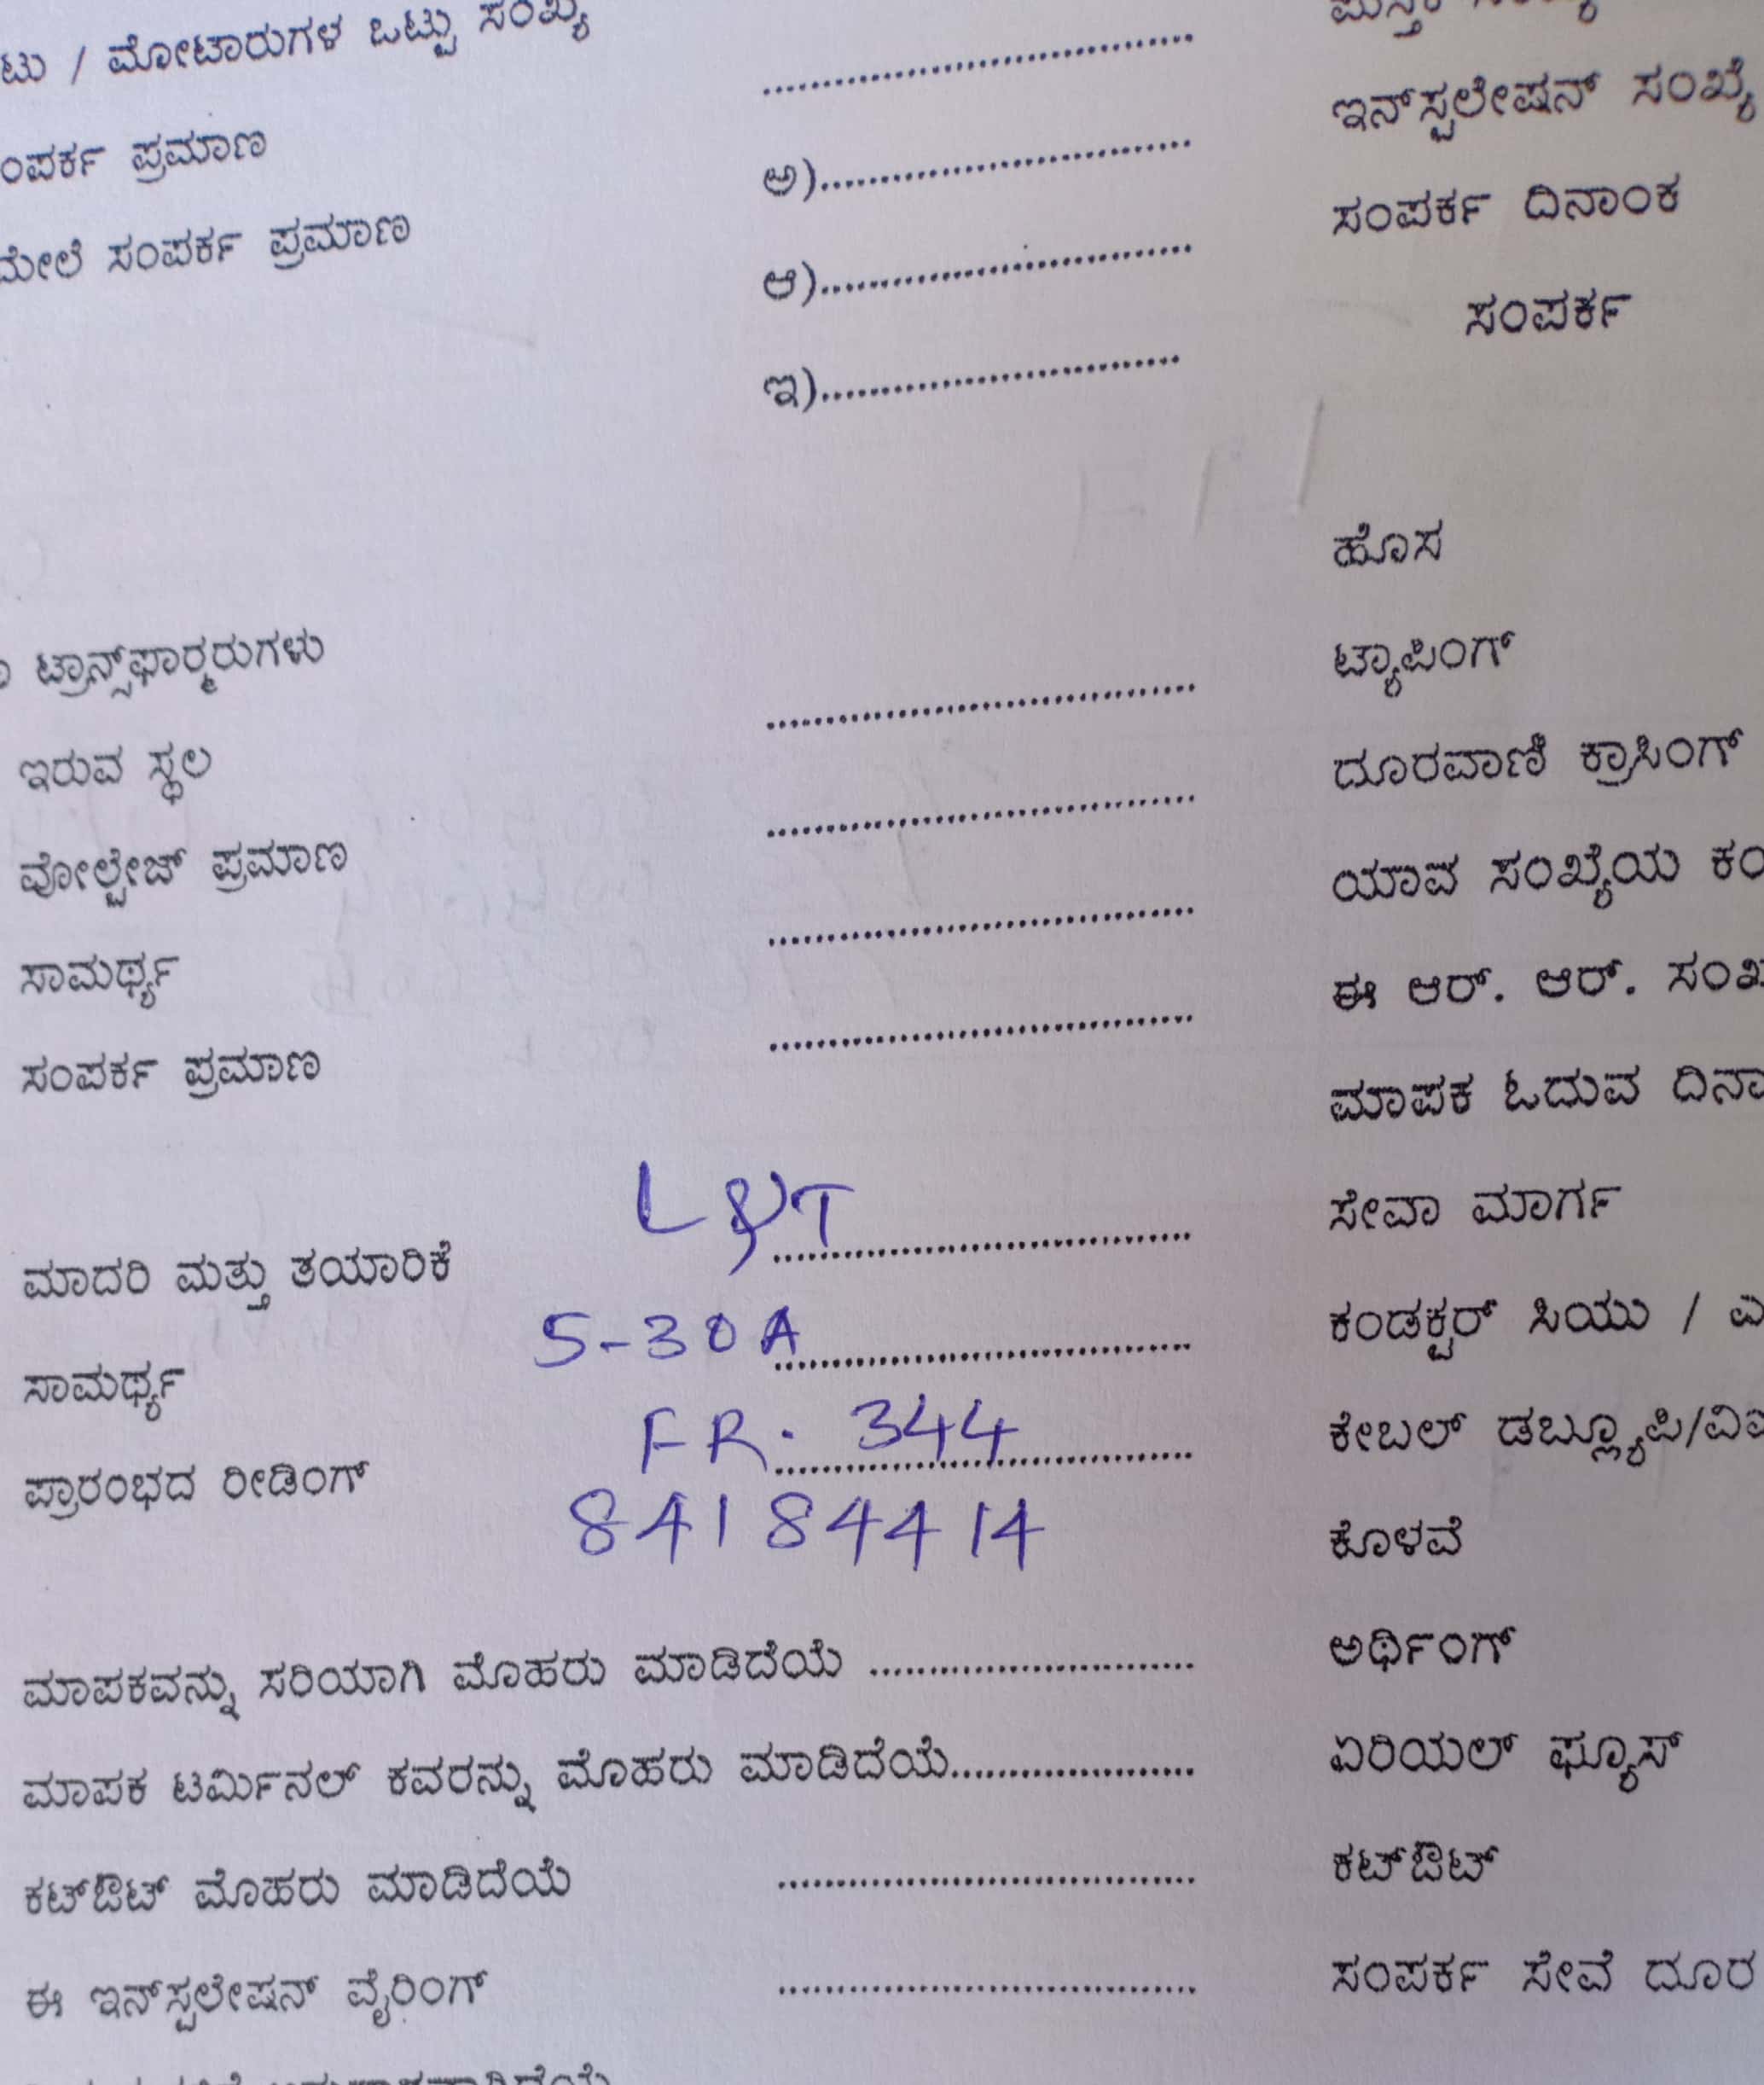 / ಮೋಟಾರುಗಳ ಒಟ್ಟು ಸಂಖ್ಯೆ ........................................
ಇನ್‌ಸ್ಟಲೇಷನ್ ಸಂಖ್ಯೆ
ಸಂಪರ್ಕ ಪ್ರಮಾಣ ಅ)..................................
ಸಂಪರ್ಕ ದಿನಾಂಕ
ಮೇಲೆ ಸಂಪರ್ಕ ಪ್ರಮಾಣ ಆ)..................................
ಸಂಪರ್ಕ
ಇ)..................................
ಹೊಸ
ಟ್ರಾನ್ಸ್‌ಫಾರ್ಮರುಗಳು ........................................
ಟ್ಯಾಪಿಂಗ್
ಇರುವ ಸ್ಥಲ ........................................
ದೂರವಾಣಿ ಕ್ರಾಸಿಂಗ್
ವೋಲ್ಟೇಜ್ ಪ್ರಮಾಣ ........................................
ಯಾವ ಸಂಖ್ಯೆಯ ಕಂ
ಸಾಮರ್ಥ್ಯ ........................................
ಈ ಆರ್. ಆರ್. ಸಂಖ
ಸಂಪರ್ಕ ಪ್ರಮಾಣ
ಮಾಪಕ ಓದುವ ದಿನಾ
ಮಾದರಿ ಮತ್ತು ತಯಾರಿಕೆ L&T ........................................
ಸೇವಾ ಮಾರ್ಗ
ಸಾಮರ್ಥ್ಯ 5-30A ........................................
ಕಂಡಕ್ಟರ್ ಸಿಯು / ಎ
ಪ್ರಾರಂಭದ ರೀಡಿಂಗ್ FR. 344 ........................................
ಕೇಬಲ್ ಡಬ್ಲ್ಯೂಪಿ/ವಿ
84184414
ಕೊಳವೆ
ಮಾಪಕವನ್ನು ಸರಿಯಾಗಿ ಮೊಹರು ಮಾಡಿದೆಯೆ ..............................
ಅರ್ಥಿಂಗ್
ಮಾಪಕ ಟರ್ಮಿನಲ್ ಕವರನ್ನು ಮೊಹರು ಮಾಡಿದೆಯೆ......................
ಏರಿಯಲ್ ಫ್ಯೂಸ್
ಕಟ್‌ಔಟ್ ಮೊಹರು ಮಾಡಿದೆಯೆ ........................................
ಕಟ್‌ಔಟ್
ಈ ಇನ್‌ಸ್ಟಲೇಷನ್ ವೈರಿಂಗ್ ........................................
ಸಂಪರ್ಕ ಸೇವೆ ದೂರ